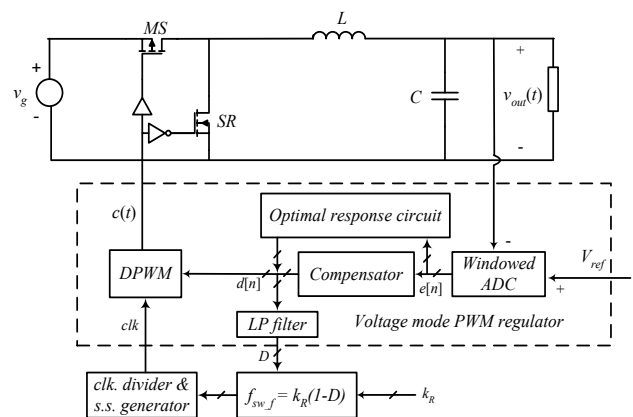 MS
L
+
v_g
-
SR
C
+
v_out(t)
-
c(t)
Optimal response circuit
-
DPWM
d[n]
Compensator
e[n]
Windowed
ADC
V_ref
+
clk
LP filter
Voltage mode PWM regulator
D
clk. divider &
s.s. generator
f_sw_f = k_R(1-D)
k_R